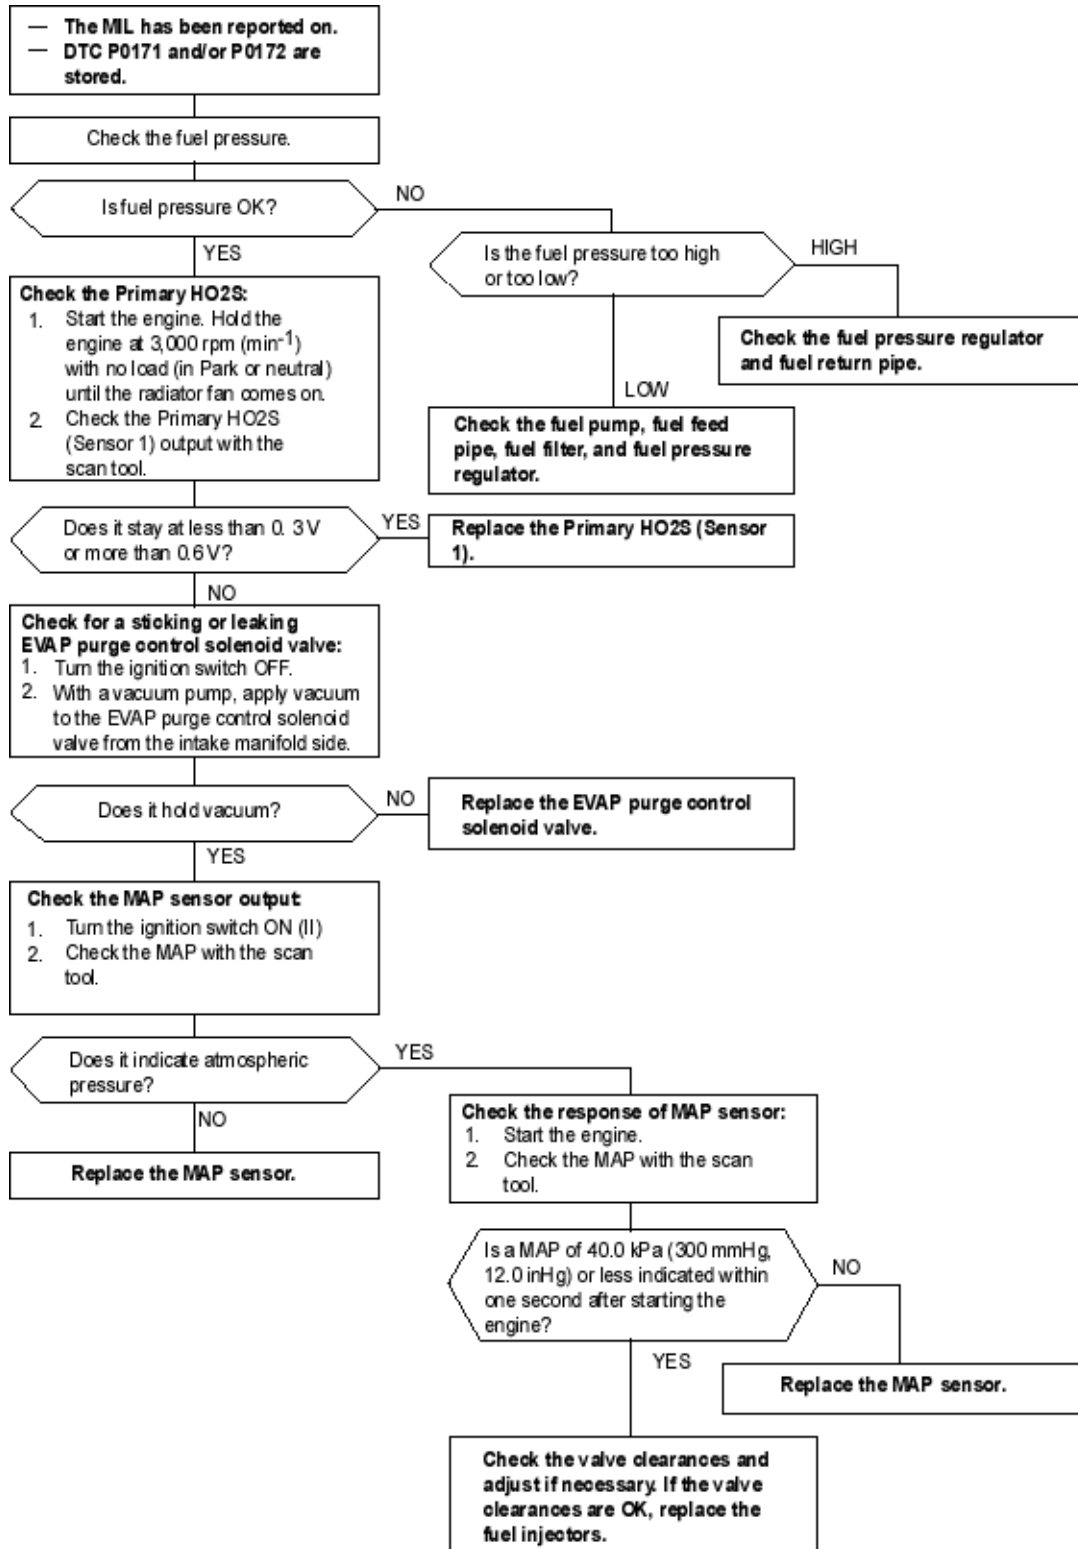 — The MIL has been reported on.
— DTC P0171 and/or P0172 are
stored.
Check the fuel pressure.
Is fuel pressure OK?
NO
YES
Is the fuel pressure too high
or too low?
HIGH
Check the fuel pressure regulator
and fuel return pipe.
LOW
Check the fuel pump, fuel feed
pipe, fuel filter, and fuel pressure
regulator.
Check the Primary HO2S:
1. Start the engine. Hold the
engine at 3,000 rpm (min-1)
with no load (in Park or neutral)
until the radiator fan comes on.
2. Check the Primary HO2S
(Sensor 1) output with the
scan tool.
Does it stay at less than 0. 3 V
or more than 0.6 V?
YES
Replace the Primary HO2S (Sensor
1).
NO
Check for a sticking or leaking
EVAP purge control solenoid valve:
1. Turn the ignition switch OFF.
2. With a vacuum pump, apply vacuum
to the EVAP purge control solenoid
valve from the intake manifold side.
Does it hold vacuum?
NO
Replace the EVAP purge control
solenoid valve.
YES
Check the MAP sensor output:
1. Turn the ignition switch ON (II)
2. Check the MAP with the scan
tool.
Does it indicate atmospheric
pressure?
YES
NO
Replace the MAP sensor.
Check the response of MAP sensor:
1. Start the engine.
2. Check the MAP with the scan
tool.
Is a MAP of 40.0 kPa (300 mmHg,
12.0 inHg) or less indicated within
one second after starting the
engine?
NO
YES
Replace the MAP sensor.
Check the valve clearances and
adjust if necessary. If the valve
clearances are OK, replace the
fuel injectors.